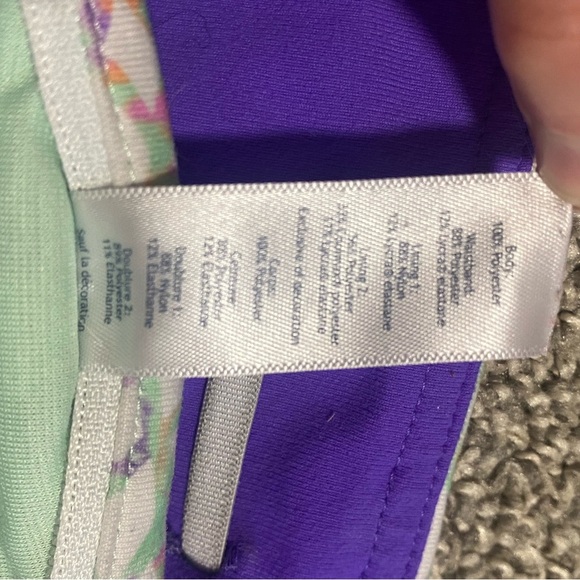 Body
100% Polyester
Waistband:
88% Polyester
12% Lycra® elastane
Lining 1:
88% Nylon
12% Lycra® elastane
Lining 2:
Polyester
polyester
11% Lycra® elastane
Exclusive of decoration
Corps:
100% Polyester
Ceinture
88% Polyester
12% Elasthanne
Doublure 1:
88% Nylon
12% Elasthanne
Doublure 2:
89% Polyester
11% Elasthanne
Sauf la décoration